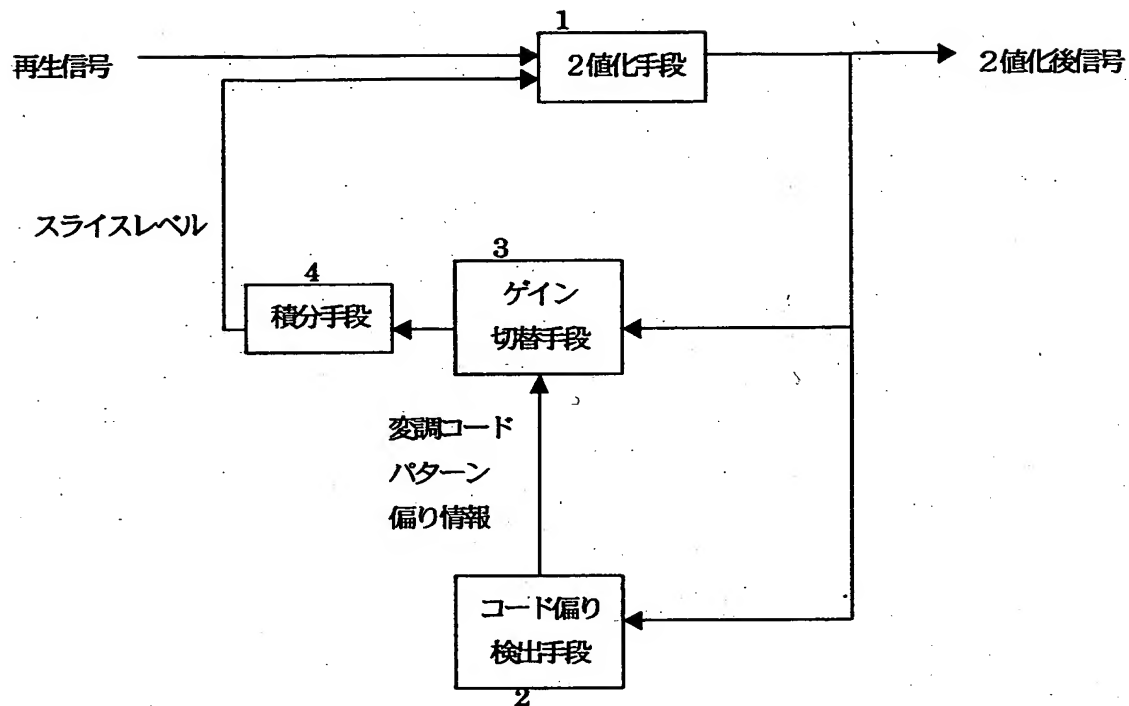 1
再生信号
2値化手段
2値化後信号
スライスレベル
3
4
ゲイン
切替手段
積分手段
変調コード
パターン
偏り情報
コード偏り
検出手段
2